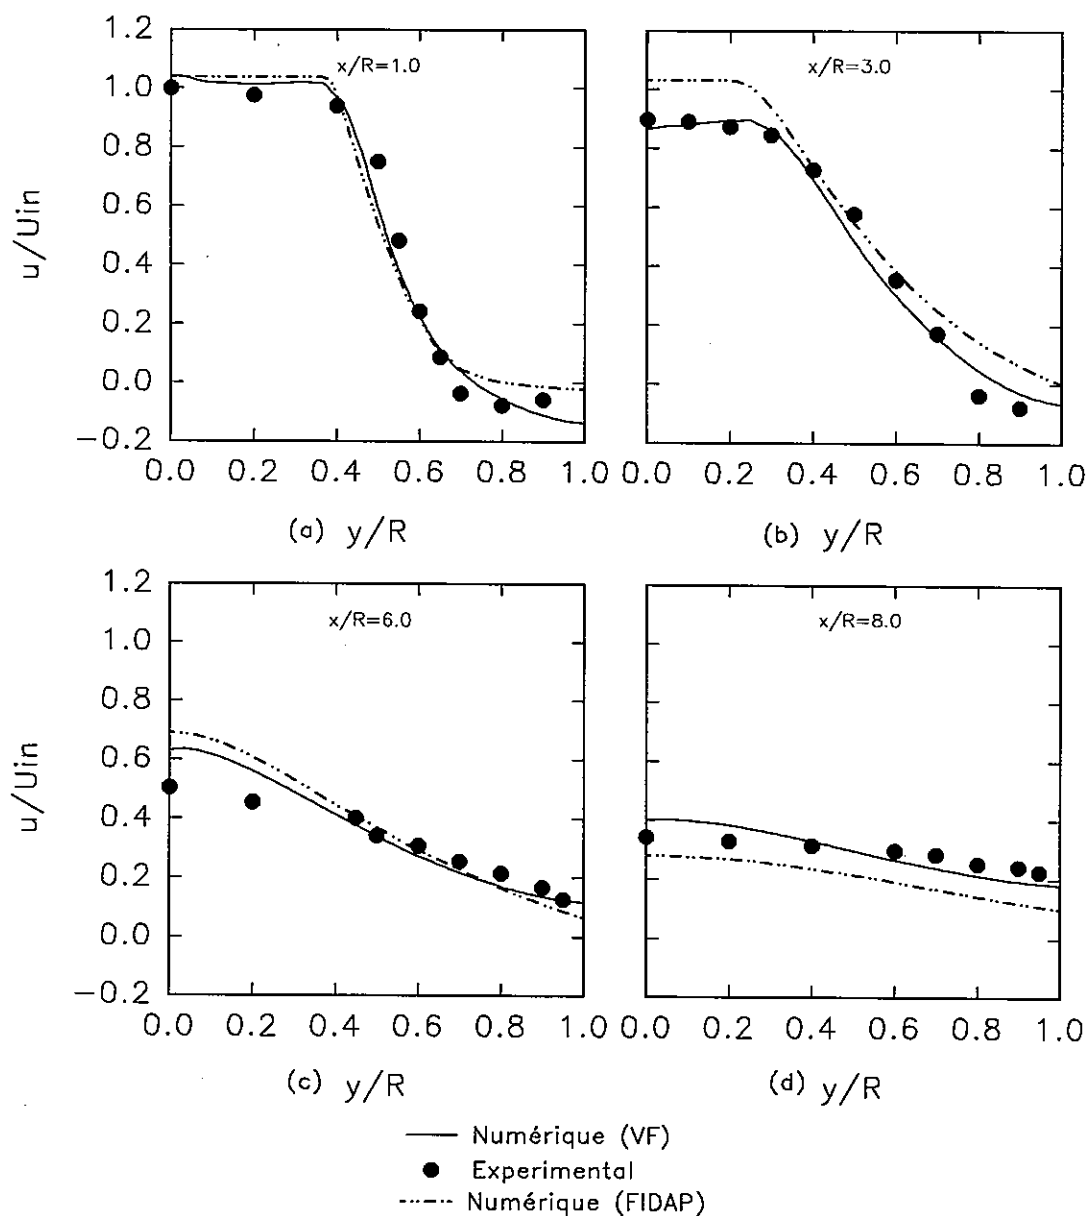 1.2
1.0
0.8
0.6
0.4
0.2
0.0
−0.2
u/Uin
x/R=1.0
0.0 0.2 0.4 0.6 0.8 1.0
(a) y/R
x/R=3.0
0.0 0.2 0.4 0.6 0.8 1.0
(b) y/R
1.2
1.0
0.8
0.6
0.4
0.2
0.0
−0.2
u/Uin
x/R=6.0
0.0 0.2 0.4 0.6 0.8 1.0
(c) y/R
x/R=8.0
0.0 0.2 0.4 0.6 0.8 1.0
(d) y/R
Numérique (VF)
Experimental
Numérique (FIDAP)